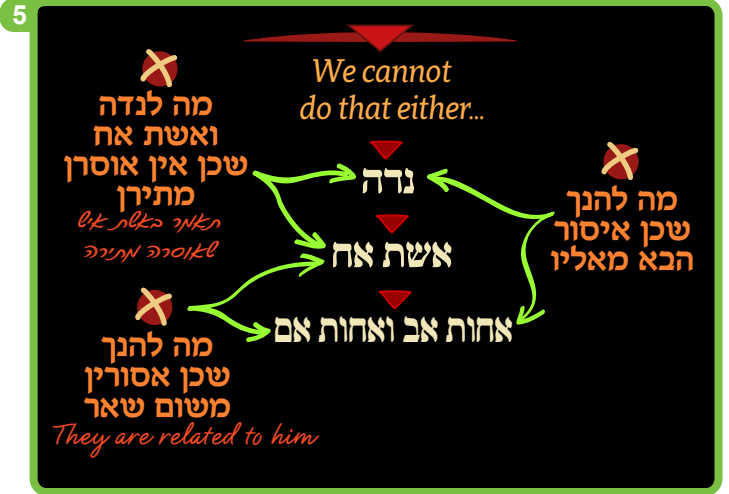 5
We cannot
do that either...
מה לנדה
ואשת אח
שכן אין אוסרן
מתירן
תאמר באשת איש
שאוסרה מתירה
נדה
אשת אח
אחות אב ואחות אם
מה להנך
שכן איסור
הבא מאליו
מה להנך
שכן אסורין
משום שאר
They are related to him